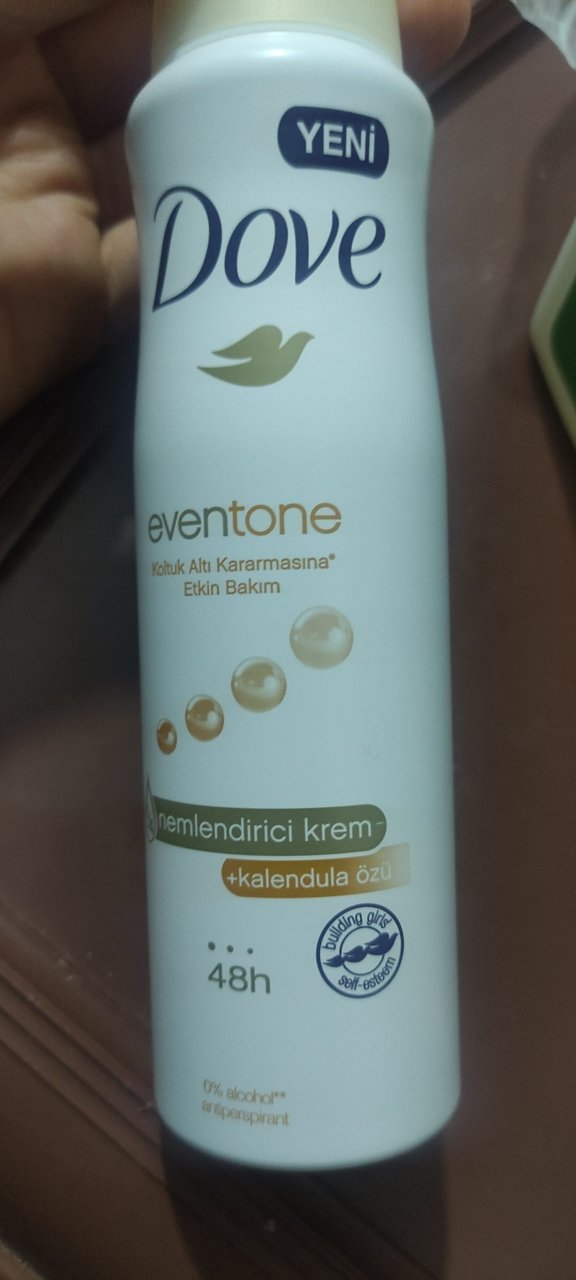 YENİ
Dove
eventone
Koltuk Altı Kararmasına*
Etkin Bakım
nemlendirici krem
+kalendula özü
building girls'
self-esteem
48h
0% alcohol**
antiperspirant